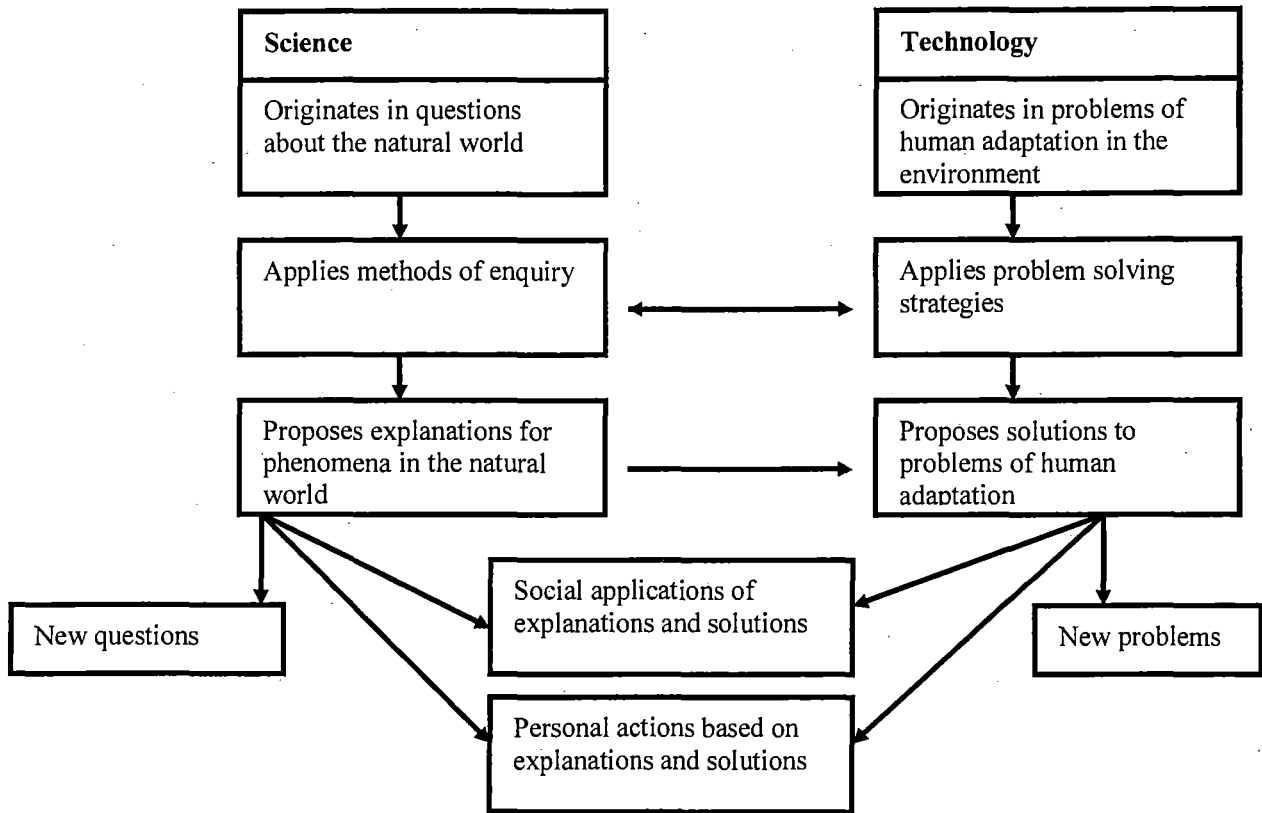 Science
Originates in questions
about the natural world
Technology
Originates in problems of
human adaptation in the
environment
Applies methods of enquiry
Applies problem solving
strategies
Proposes explanations for
phenomena in the natural
world
Proposes solutions to
problems of human
adaptation
Social applications of
explanations and solutions
New questions
New problems
Personal actions based on
explanations and solutions